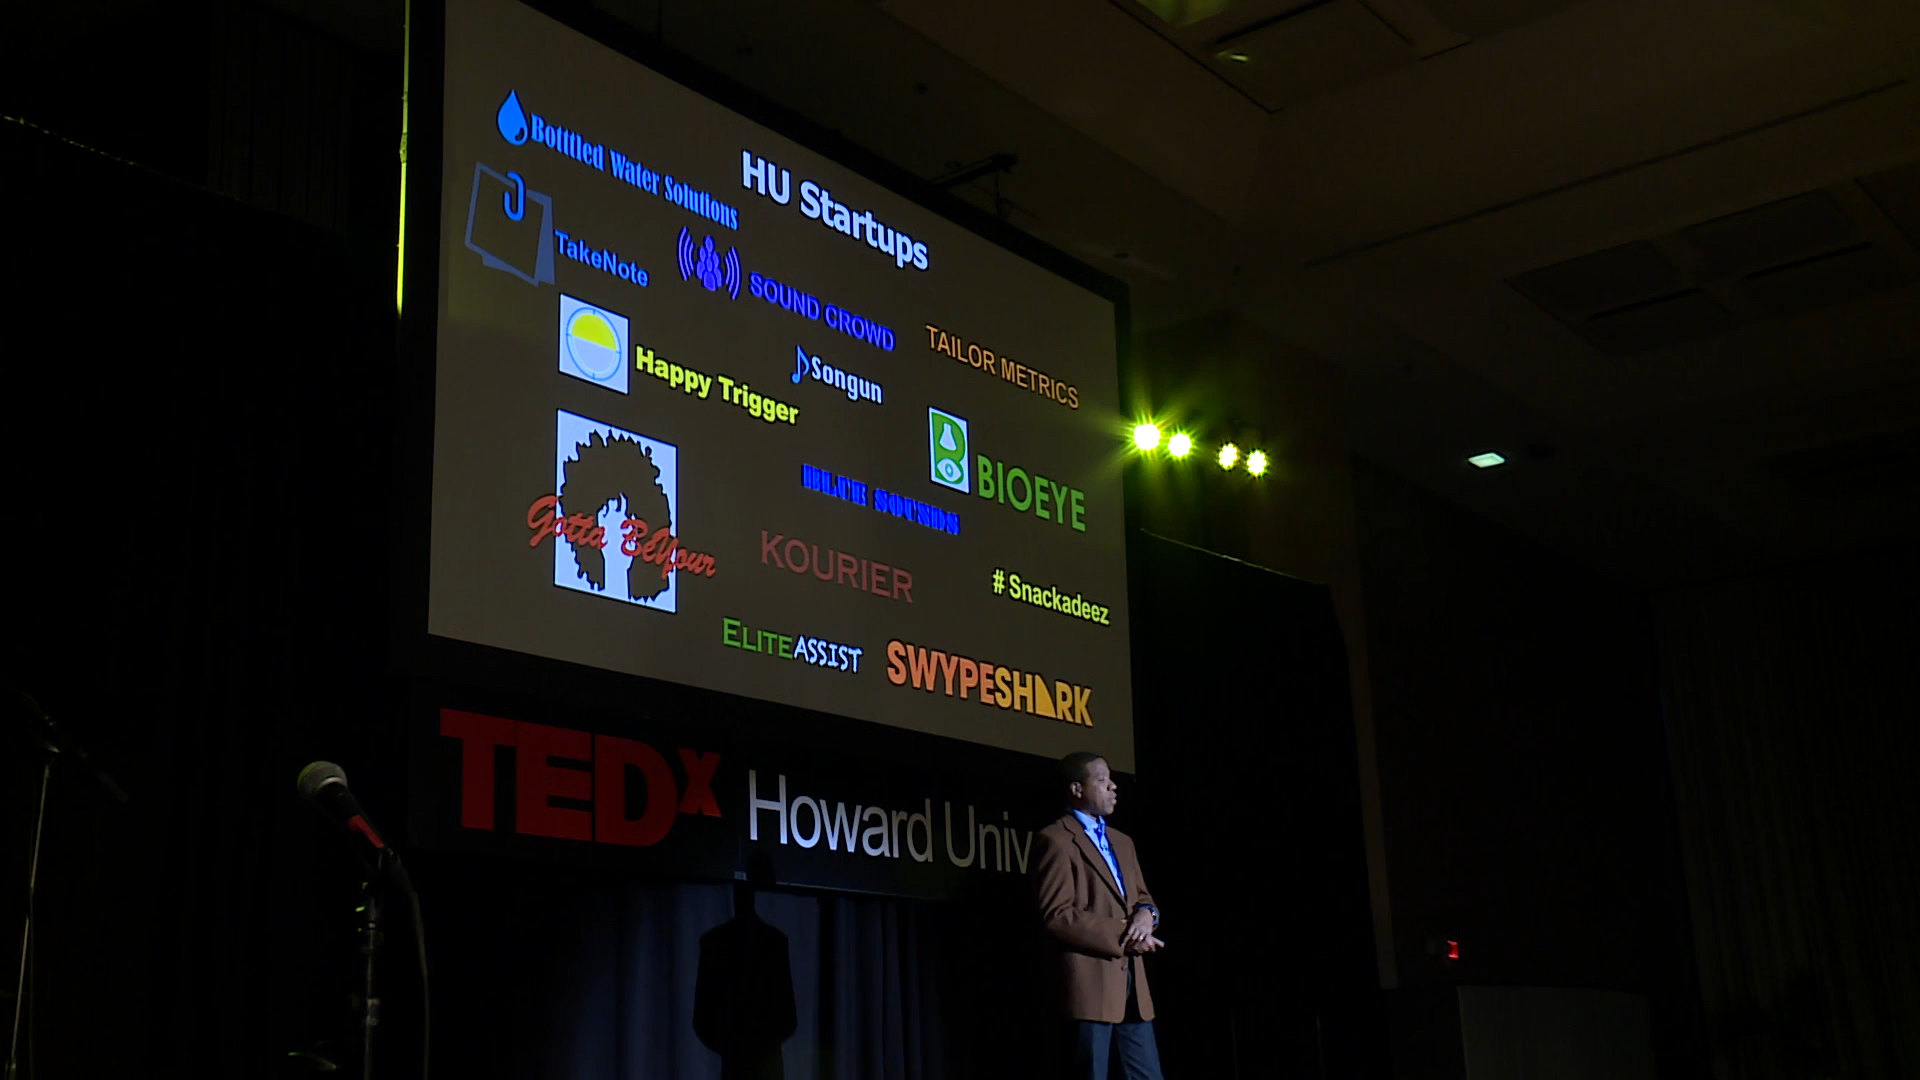 HU Startups
Botttled Water Solutions
TakeNote
SOUND CROWD
TAILOR METRICS
Happy Trigger
Songun
BIOEYE
BLUE SOUNDS
Gotta BeYour
KOURIER
# Snackadeez
ELITEASSIST
SWYPESHARK
TEDx Howard Univ